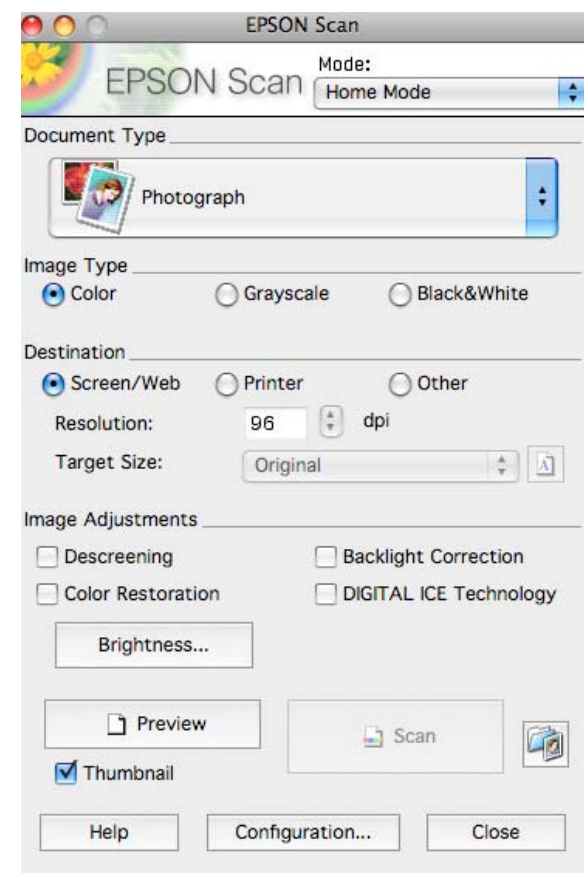 EPSON Scan
EPSON Scan
Mode:
Home Mode
Document Type
Photograph
Image Type
Color Grayscale Black&White
Destination
Screen/Web Printer Other
Resolution: 96 dpi
Target Size: Original A
Image Adjustments
Descreening Backlight Correction
Color Restoration DIGITAL ICE Technology
Brightness...
Preview Scan
Thumbnail
Help Configuration... Close